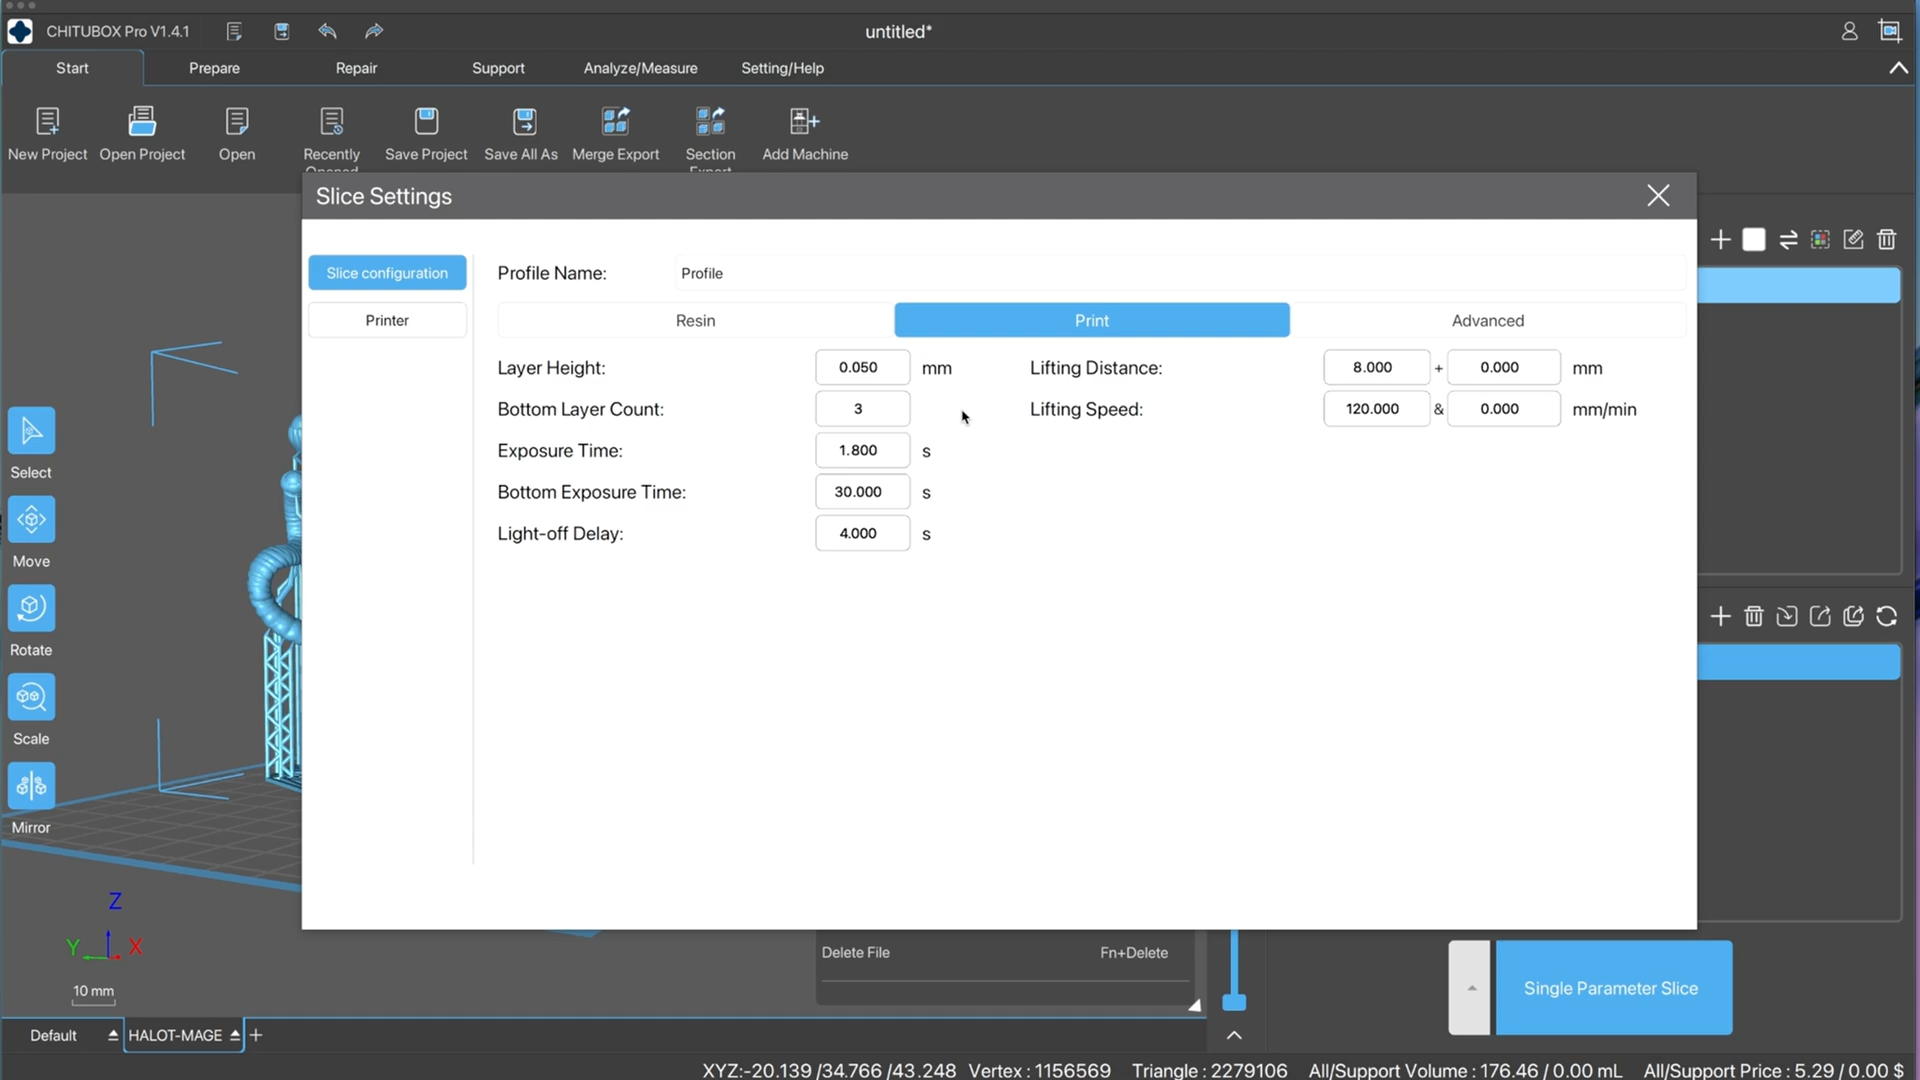 CHITUBOX Pro V1.4.1
untitled*
Start Prepare Repair Support Analyze/Measure Setting/Help
New Project Open Project Open Recently Opened Save Project Save All As Merge Export Section Export Add Machine
Slice Settings
Slice configuration
Printer
Profile Name: Profile
Resin Print Advanced
Layer Height: 0.050 mm Lifting Distance: 8.000 + 0.000 mm
Bottom Layer Count: 3 Lifting Speed: 120.000 & 0.000 mm/min
Exposure Time: 1.800 s
Bottom Exposure Time: 30.000 s
Light-off Delay: 4.000 s
Select
Move
Rotate
Scale
Mirror
Z
Y X
10 mm
Delete File Fn+Delete
Single Parameter Slice
Default HALOT-MAGE +
XYZ:-20.139 /34.766 /43.248 Vertex : 1156569 Triangle : 2279106 All/Support Volume : 176.46 / 0.00 mL All/Support Price : 5.29 / 0.00 $